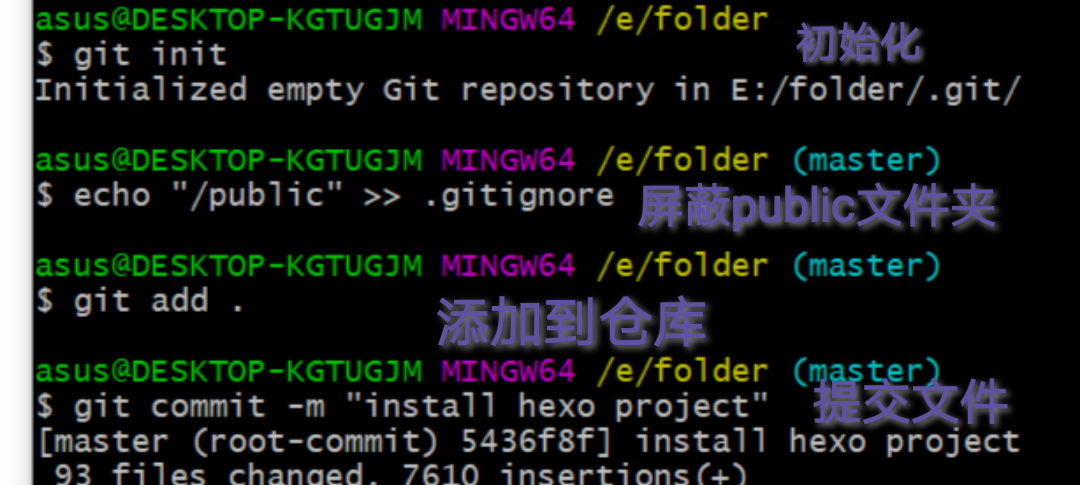 asus@DESKTOP-KGTUGJM MINGW64 /e/folder
$ git init 初始化
Initialized empty Git repository in E:/folder/.git/
asus@DESKTOP-KGTUGJM MINGW64 /e/folder (master)
$ echo "/public" >> .gitignore 屏蔽public文件夹
asus@DESKTOP-KGTUGJM MINGW64 /e/folder (master)
$ git add . 添加到仓库
asus@DESKTOP-KGTUGJM MINGW64 /e/folder (master)
$ git commit -m "install hexo project" 提交文件
[master (root-commit) 5436f8f] install hexo project
93 files changed, 7610 insertions(+)